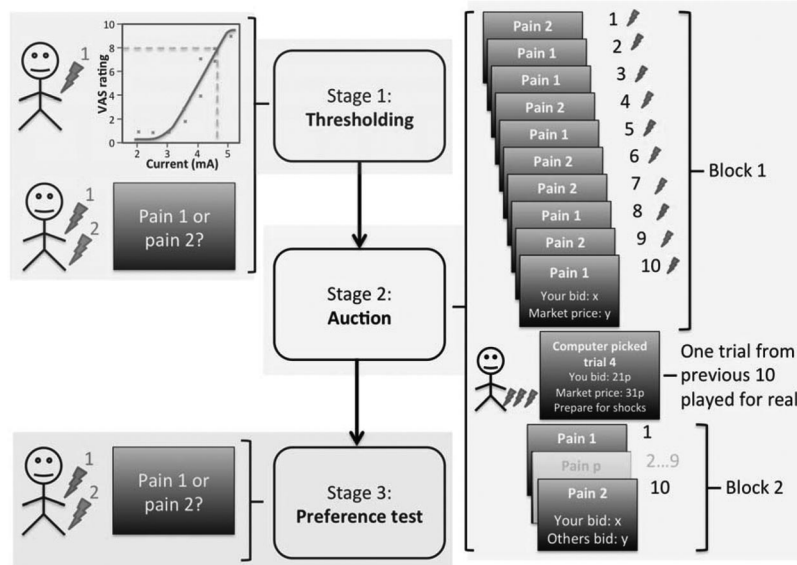 1
10
8
6
4
2
0
VAS rating
2 3 4 5
Current (mA)
1
2
Pain 1 or
pain 2?
Stage 1:
Thresholding
Stage 2:
Auction
1
2
Pain 1 or
pain 2?
Stage 3:
Preference test
Pain 2 1
Pain 1 2
Pain 1 3
Pain 2 4
Pain 1 5
Pain 2 6
Pain 2 7
Pain 1 8
Pain 2 9
Pain 1 10
Your bid: x
Market price: y
Block 1
Computer picked
trial 4
You bid: 21p
Market price: 31p
Prepare for shocks
One trial from
previous 10
played for real
Pain 1 1
Pain p 2...9
Pain 2 10
Your bid: x
Others bid: y
Block 2